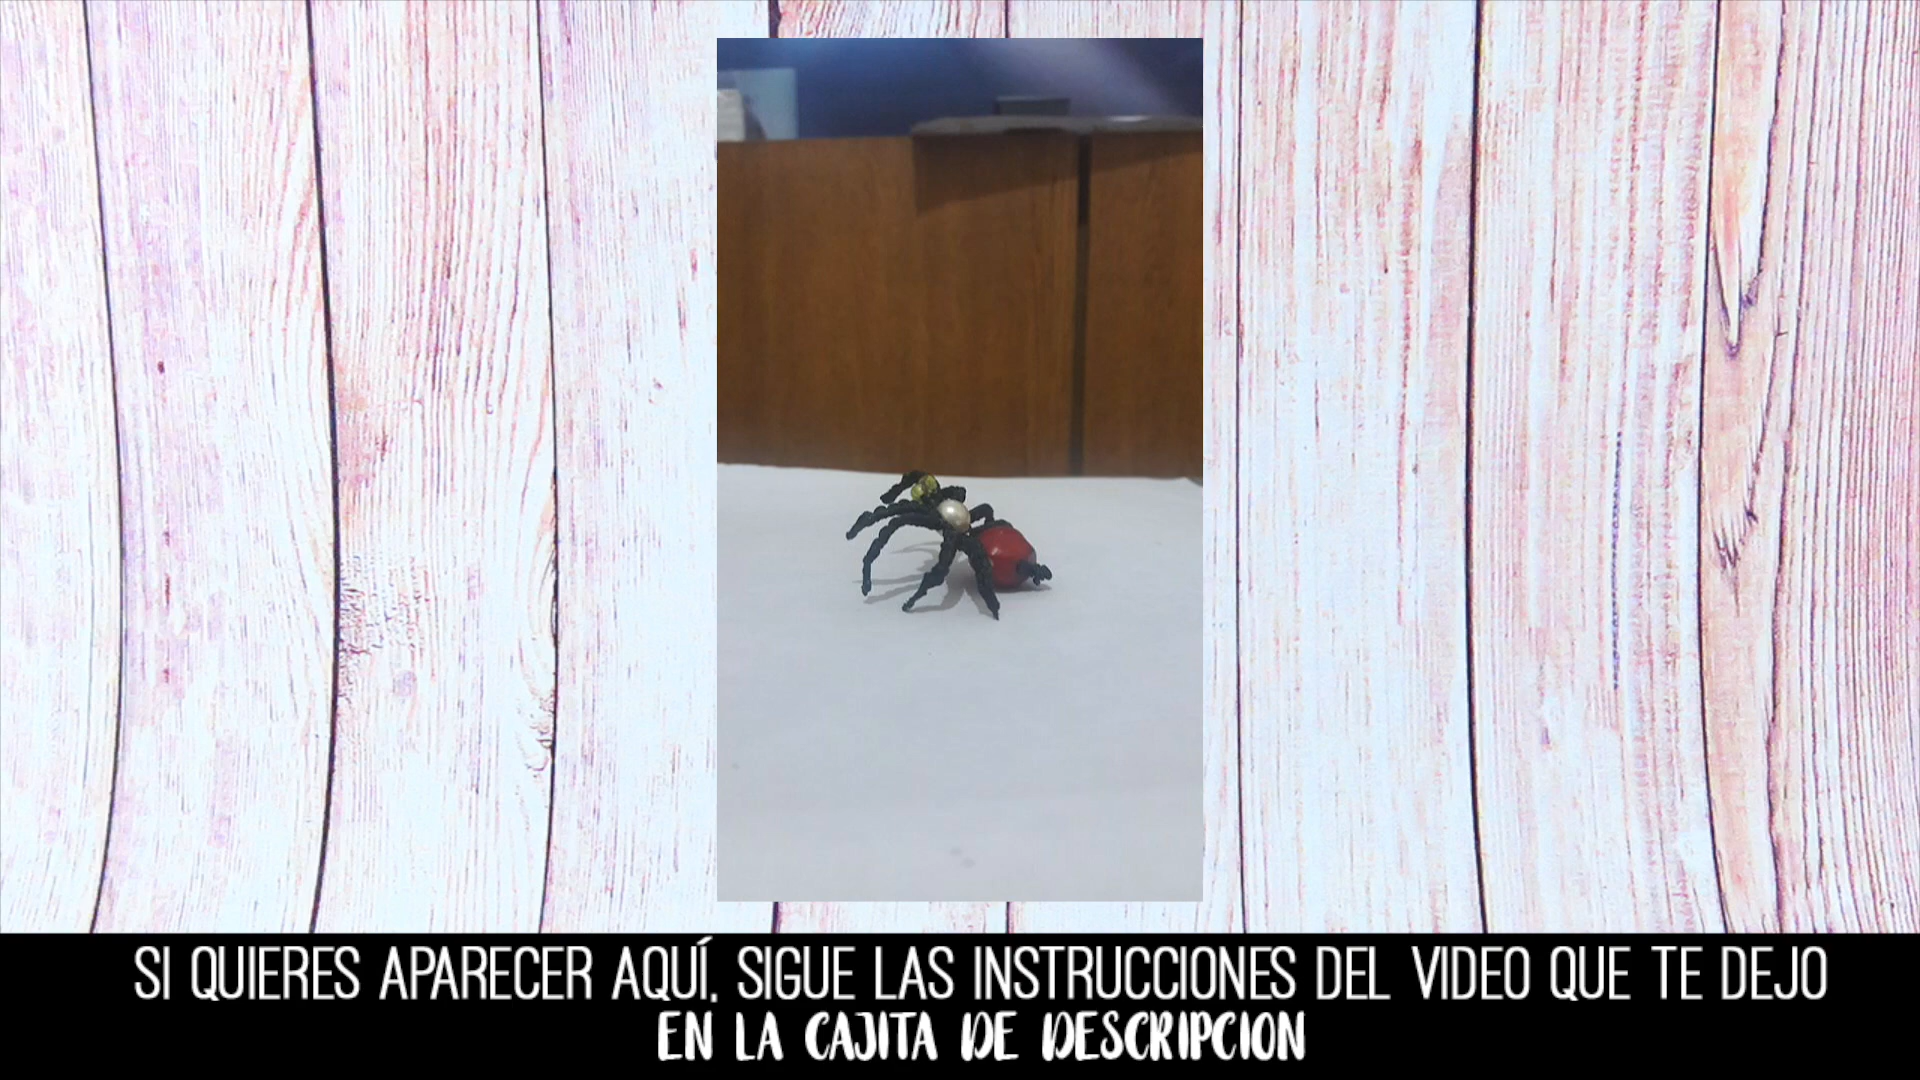 SI QUIERES APARECER AQUÍ, SIGUE LAS INSTRUCCIONES DEL VIDEO QUE TE DEJO
EN LA CAJITA DE DESCRIPCION